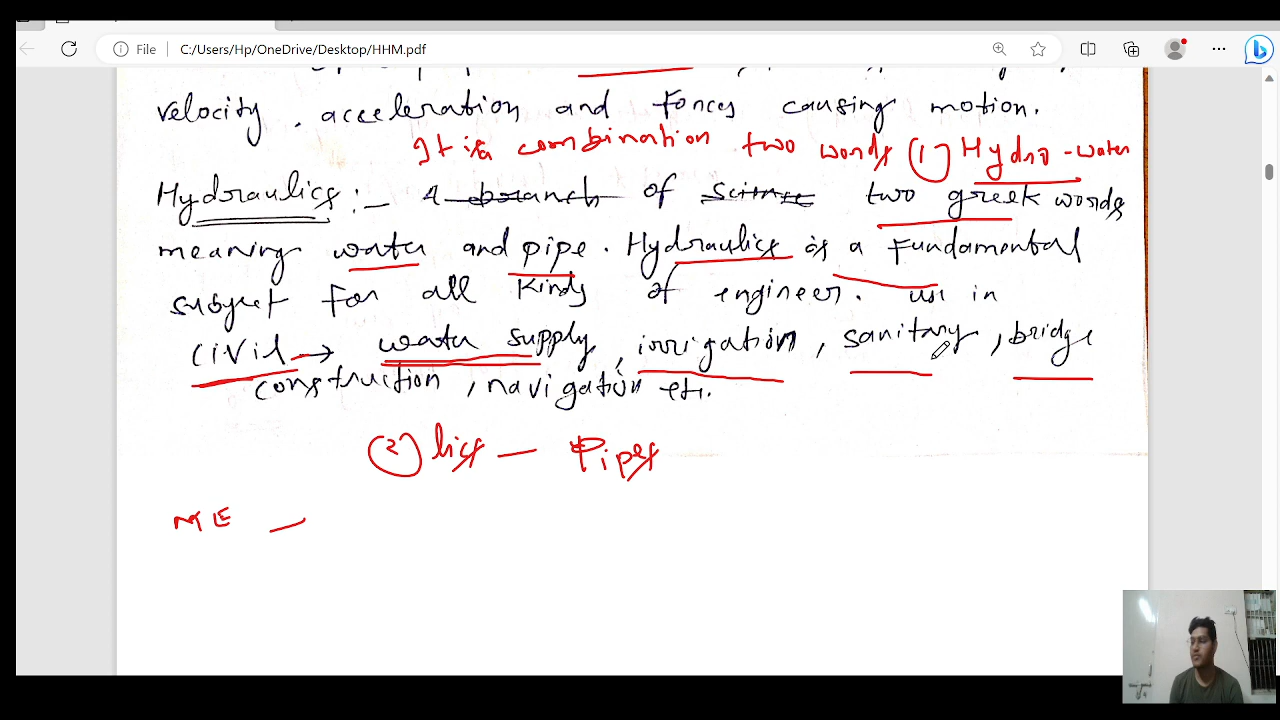 File C:/Users/Hp/OneDrive/Desktop/HHM.pdf
velocity. acceleration and forces causing motion.
It is a combination two words (1) Hydro - water
Hydraulics :- A branch of science two greek words
meaning water and pipe. Hydraulics is a fundamental
subject for all kinds of engineer. use in
civil → water supply, irrigation, sanitary, bridge
construction, navigation etc.
(2) lics - Pipes
ME -